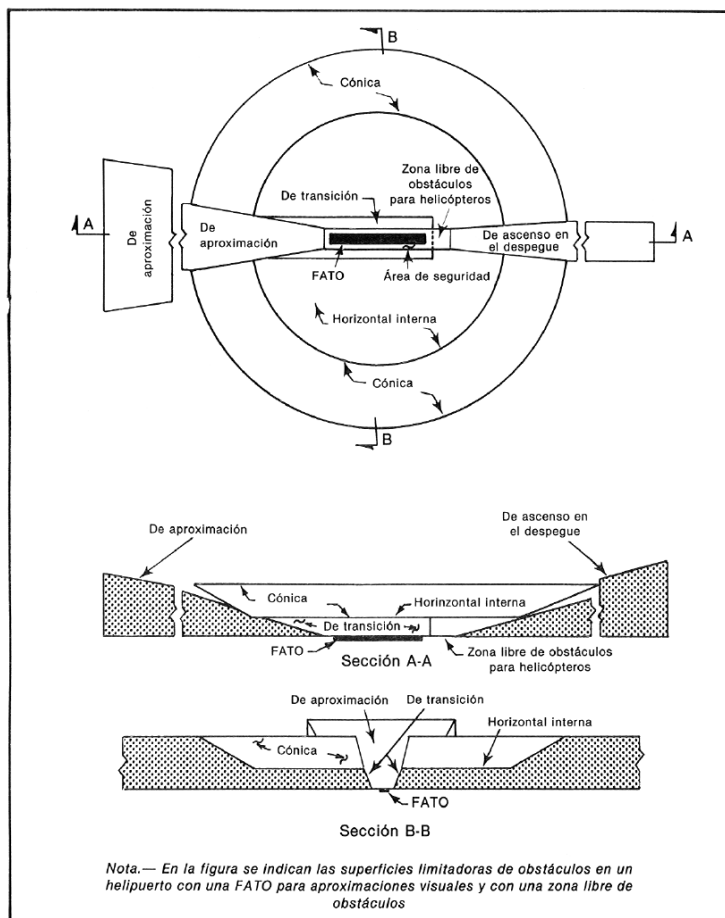 B
Cónica
Zona libre de
obstáculos
para helicópteros
De transición
A
De
aproximación
De
aproximación
De ascenso en
el despegue
A
FATO
Área de seguridad
Horizontal interna
Cónica
B
De aproximación
De ascenso en
el despegue
Cónica
Horinzontal interna
De transición
FATO
Zona libre de obstáculos
para helicópteros
Sección A-A
De aproximación
De transición
Horizontal interna
Cónica
FATO
Sección B-B
Nota.— En la figura se indican las superficies limitadoras de obstáculos en un
helipuerto con una FATO para aproximaciones visuales y con una zona libre de
obstáculos